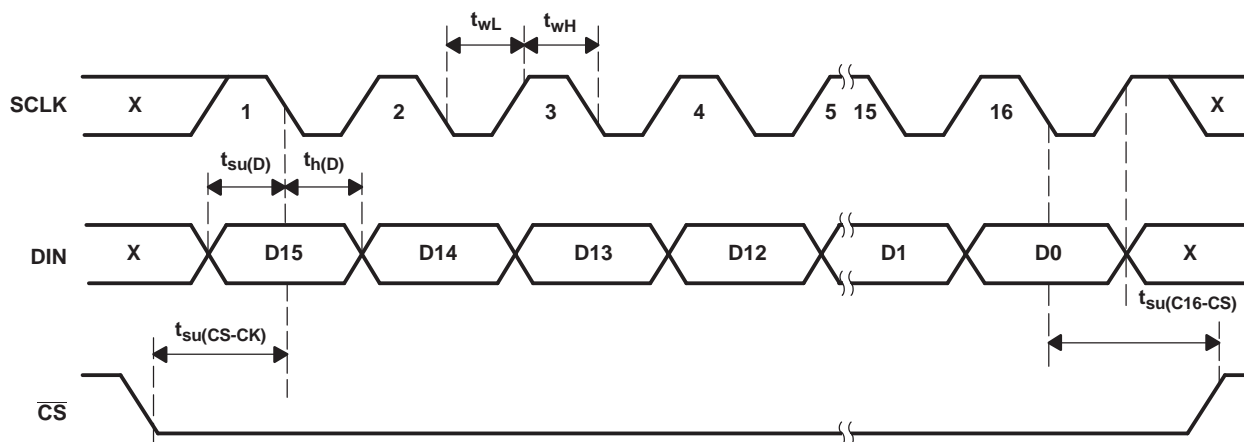 twL twH
SCLK X 1 2 3 4 5 15 16 X
tsu(D) th(D)
DIN X D15 D14 D13 D12 D1 D0 X
tsu(CS-CK) tsu(C16-CS)
C̅S̅